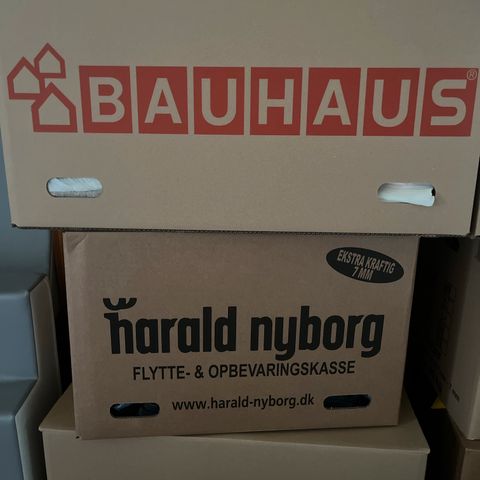 BAUHAUS®
EKSTRA KRAFTIG
7 MM
harald nyborg
FLYTTE- & OPBEVARINGSKASSE
www.harald-nyborg.dk